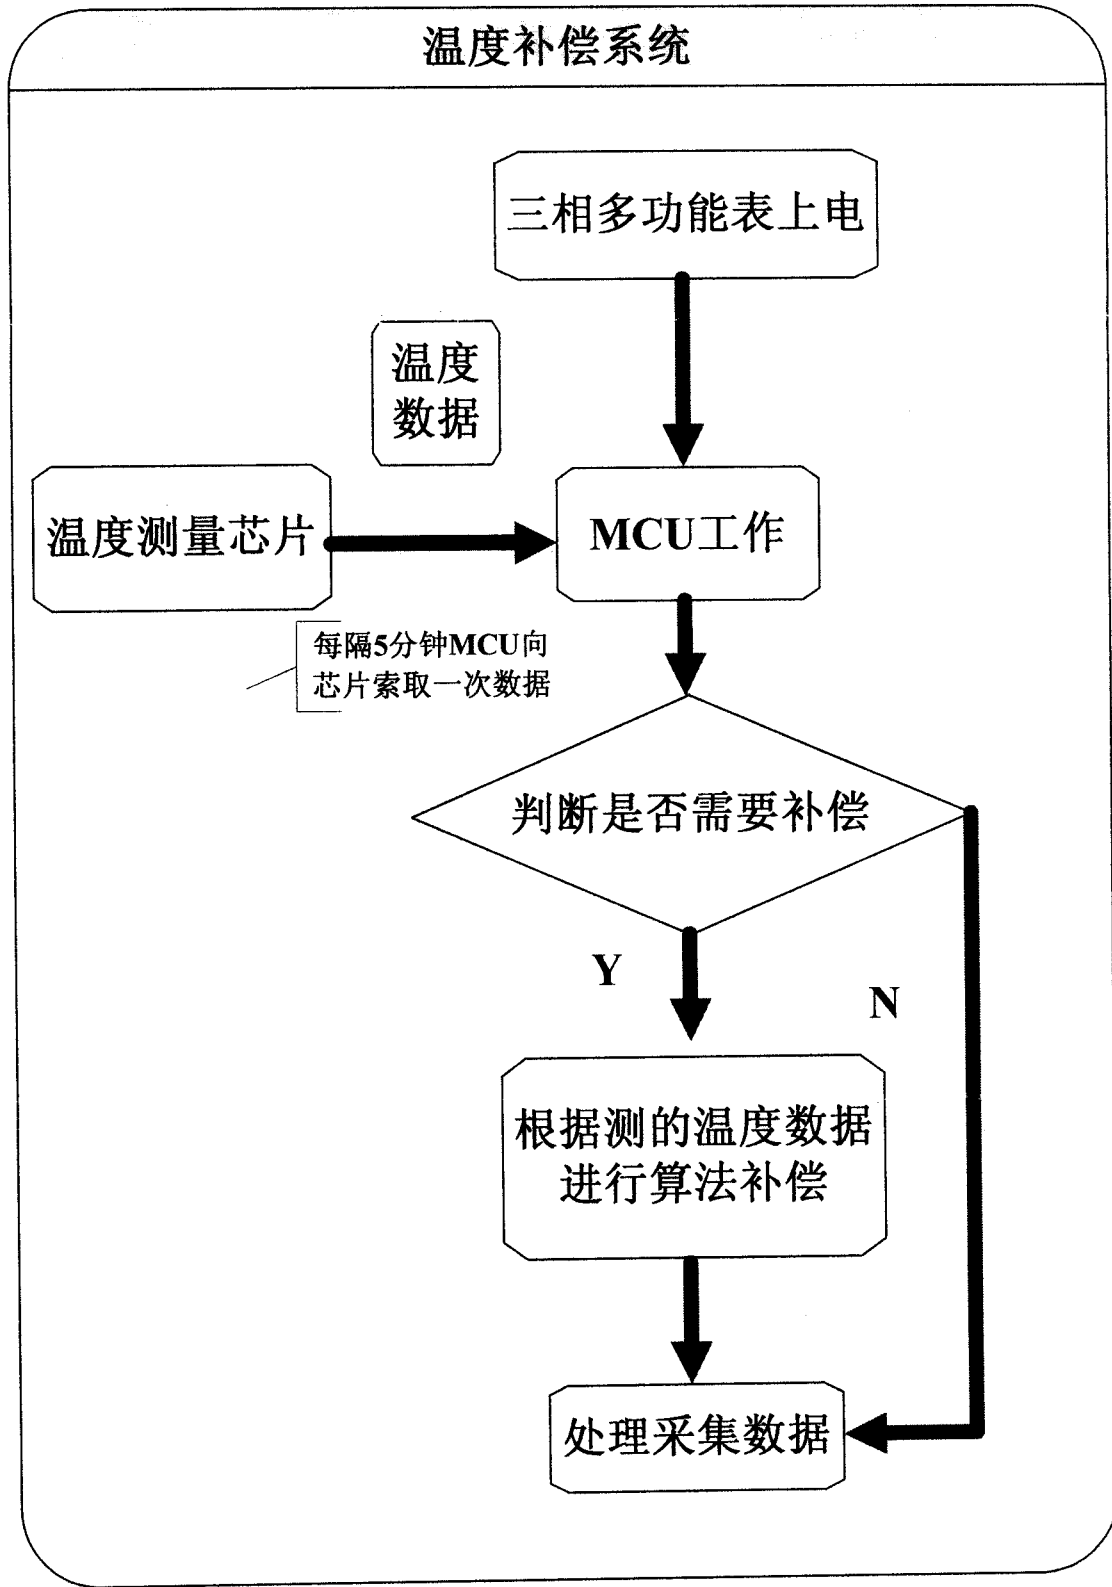 温度补偿系统
三相多功能表上电
温度
数据
温度测量芯片
MCU工作
每隔5分钟MCU向
芯片索取一次数据
判断是否需要补偿
Y
N
根据测的温度数据
进行算法补偿
处理采集数据